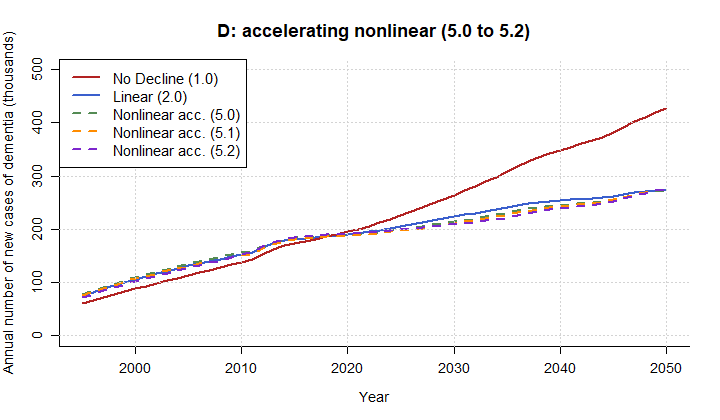 D: accelerating nonlinear (5.0 to 5.2)
Annual number of new cases of dementia (thousands)
500
400
300
200
100
0
No Decline (1.0)
Linear (2.0)
Nonlinear acc. (5.0)
Nonlinear acc. (5.1)
Nonlinear acc. (5.2)
2000 2010 2020 2030 2040 2050
Year